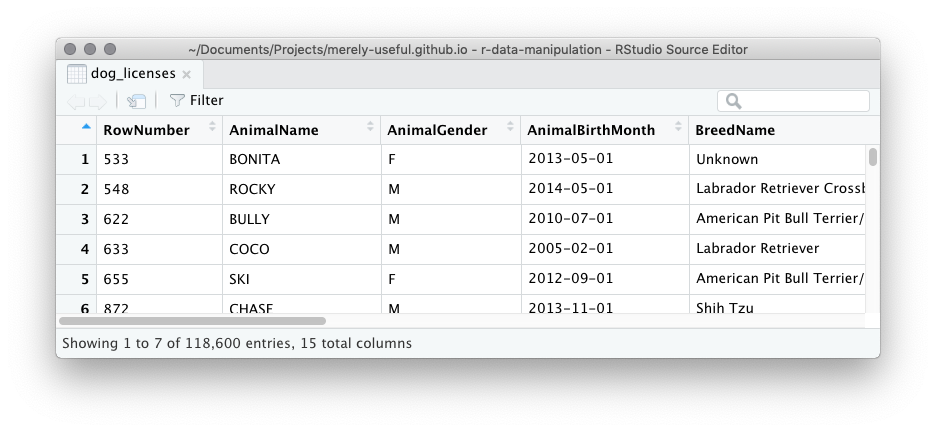 ~/Documents/Projects/merely-useful.github.io - r-data-manipulation - RStudio Source Editor
dog_licenses
Filter
RowNumber AnimalName AnimalGender AnimalBirthMonth BreedName
1 533 BONITA F 2013-05-01 Unknown
2 548 ROCKY M 2014-05-01 Labrador Retriever Crossb
3 622 BULLY M 2010-07-01 American Pit Bull Terrier/
4 633 COCO M 2005-02-01 Labrador Retriever
5 655 SKI F 2012-09-01 American Pit Bull Terrier/
6 872 CHASE M 2013-11-01 Shih Tzu
Showing 1 to 7 of 118,600 entries, 15 total columns